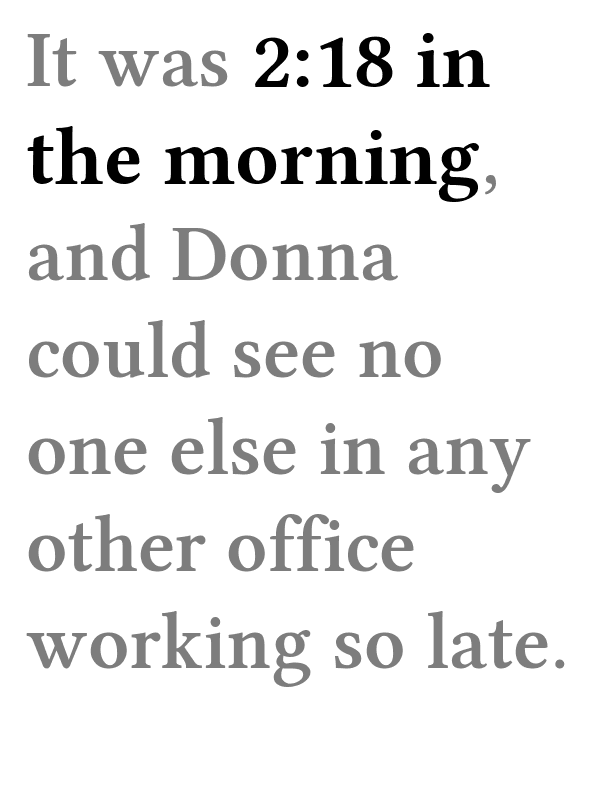 It was 2:18 in
the morning,
and Donna
could see no
one else in any
other office
working so late.